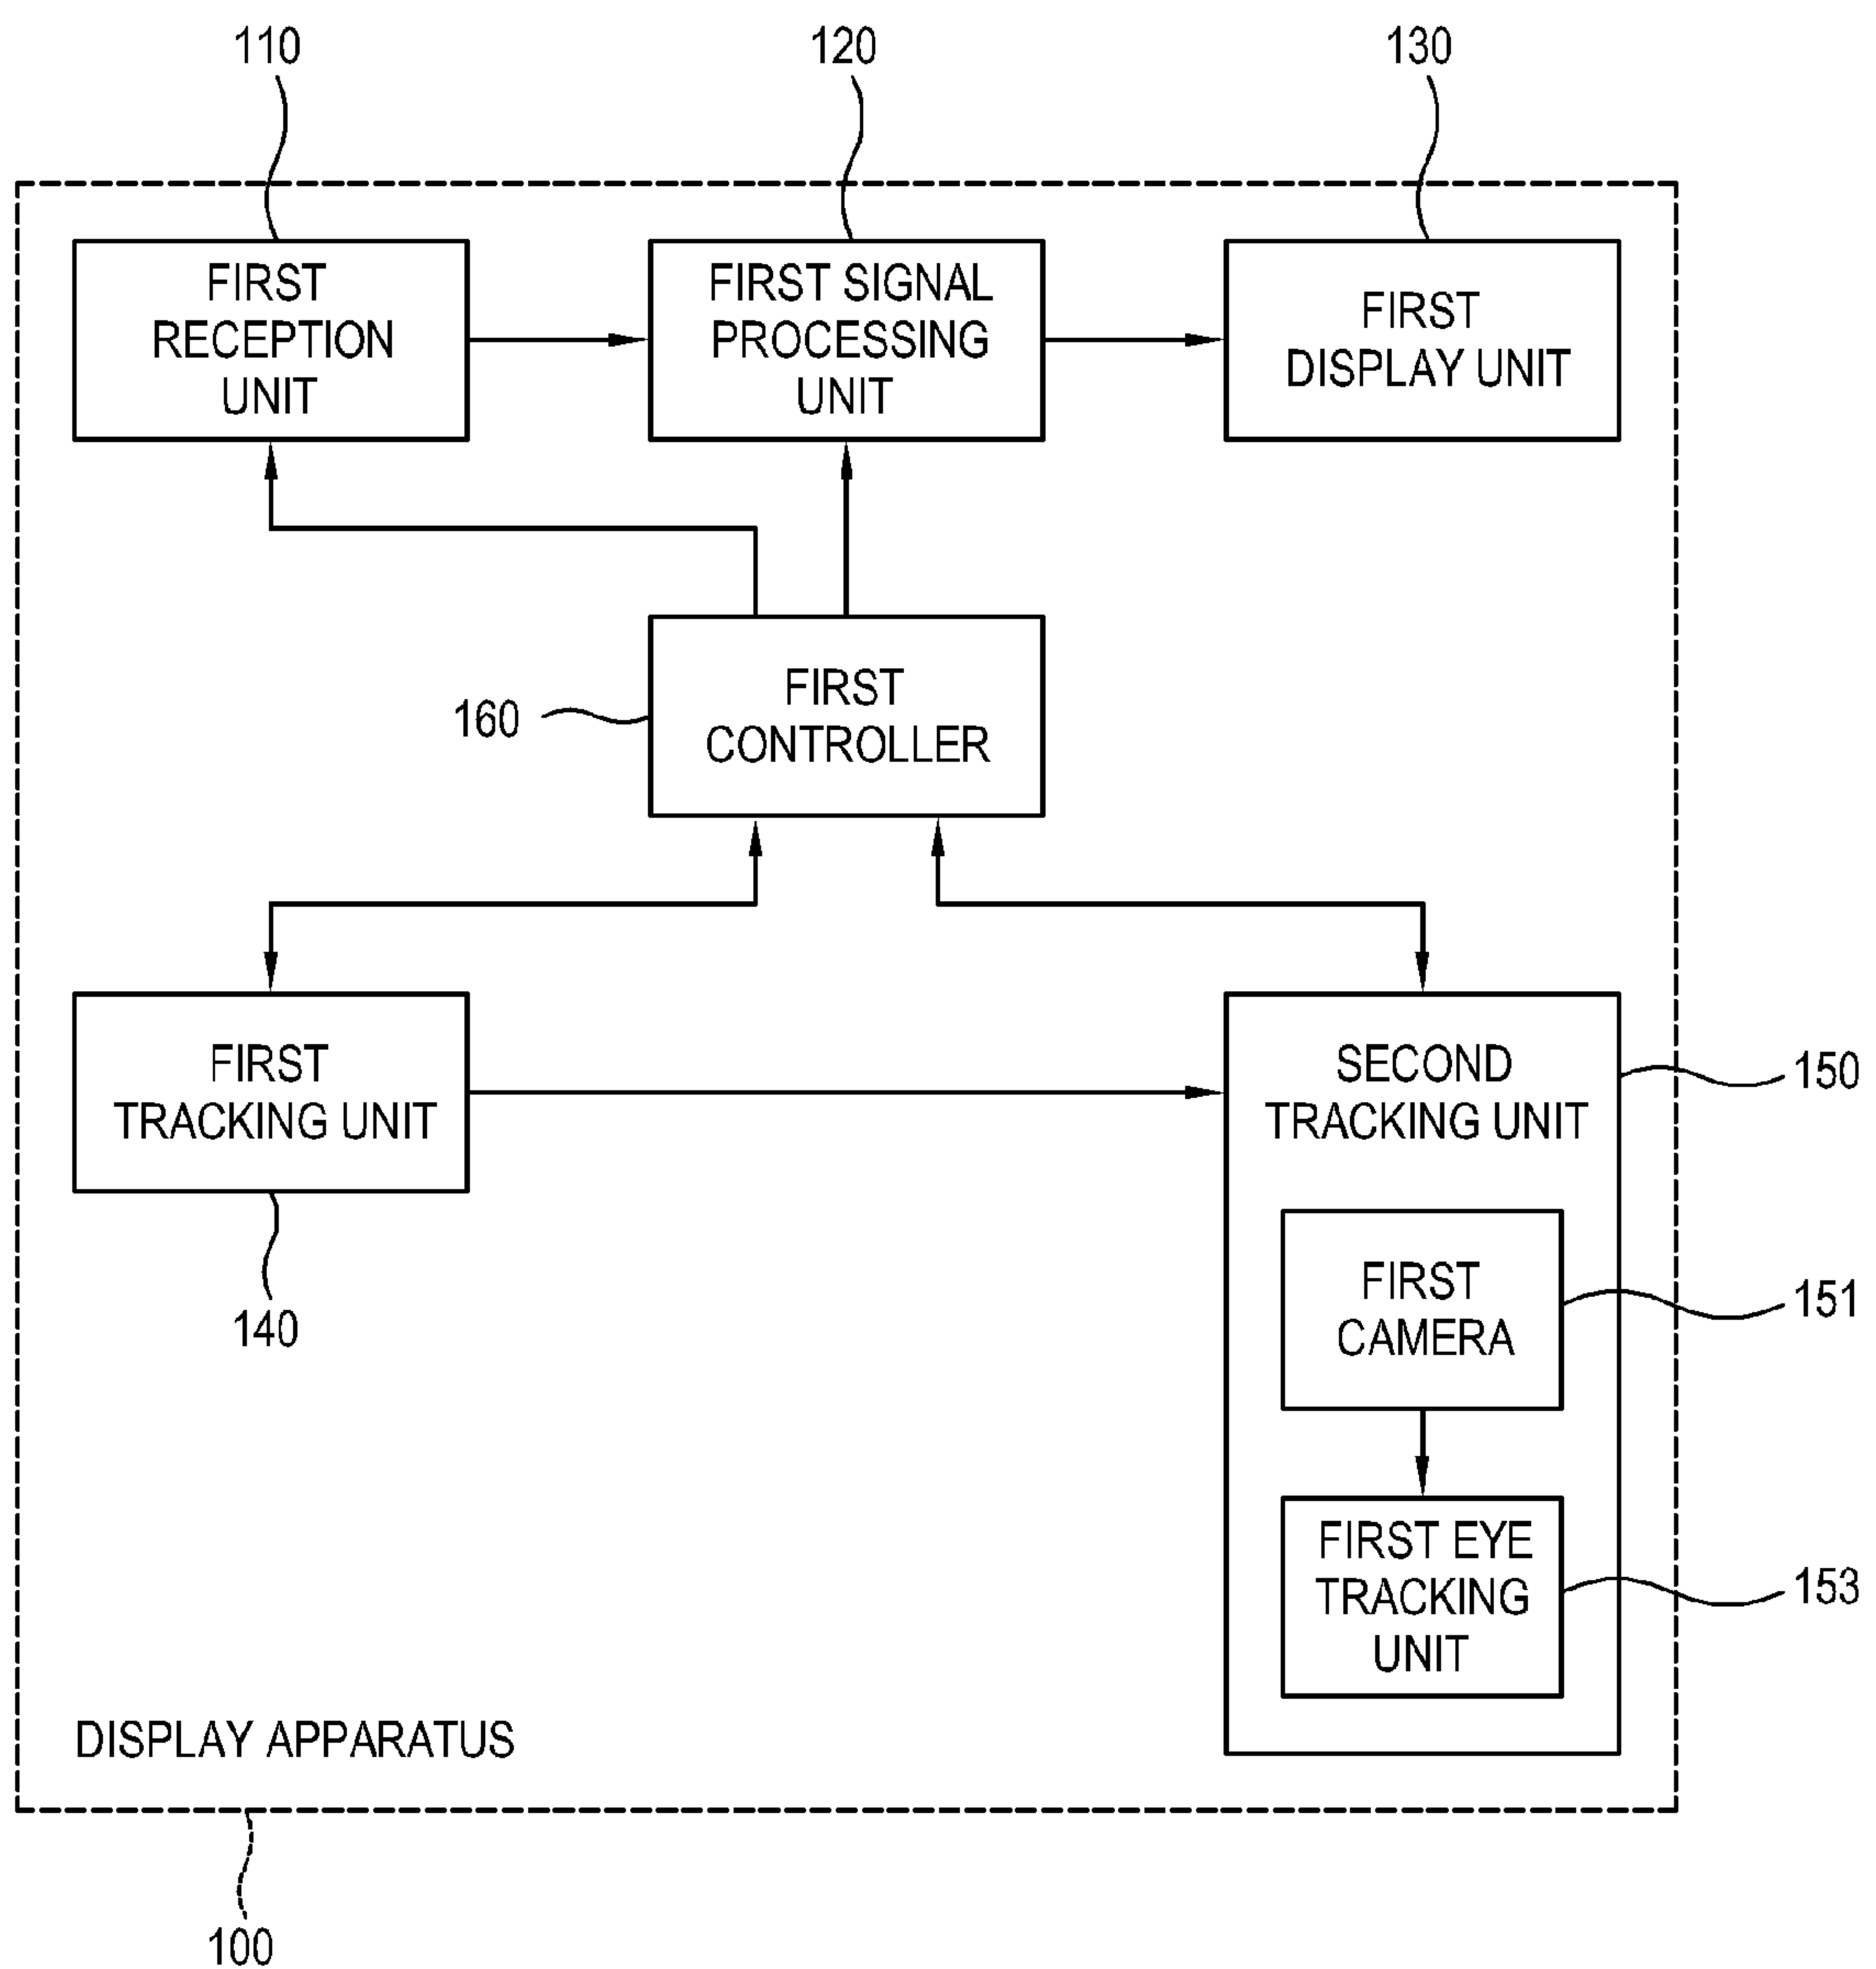 110
120
130
FIRST
RECEPTION
UNIT
FIRST SIGNAL
PROCESSING
UNIT
FIRST
DISPLAY UNIT
160
FIRST
CONTROLLER
FIRST
TRACKING UNIT
140
SECOND
TRACKING UNIT
150
FIRST
CAMERA
151
FIRST EYE
TRACKING
UNIT
153
DISPLAY APPARATUS
100